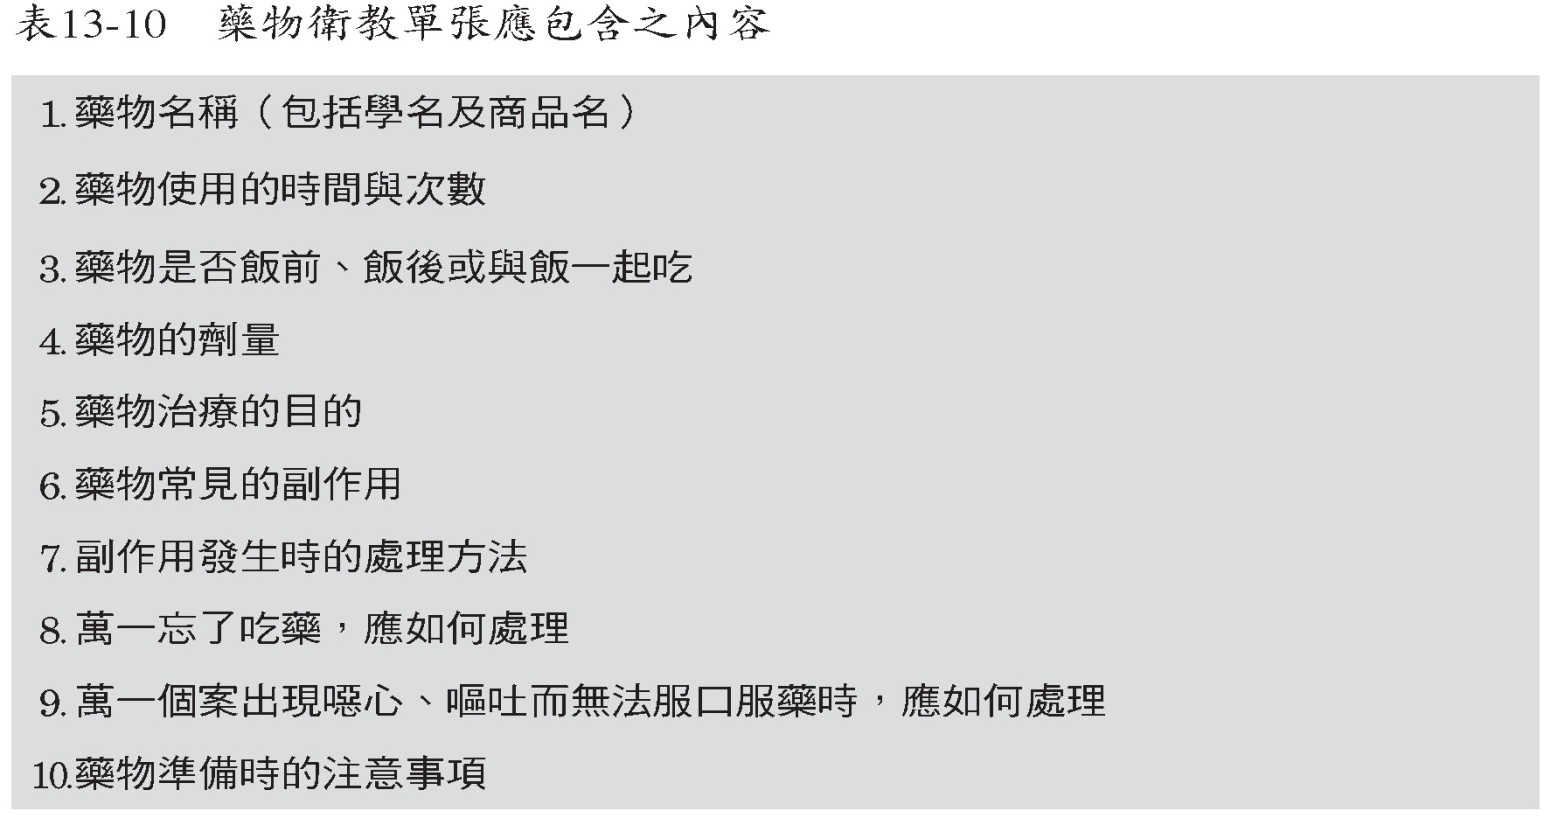 表13-10　藥物衛教單張應包含之內容
1. 藥物名稱（包括學名及商品名）
2. 藥物使用的時間與次數
3. 藥物是否飯前、飯後或與飯一起吃
4. 藥物的劑量
5. 藥物治療的目的
6. 藥物常見的副作用
7. 副作用發生時的處理方法
8. 萬一忘了吃藥，應如何處理
9. 萬一個案出現噁心、嘔吐而無法服口服藥時，應如何處理
10.藥物準備時的注意事項